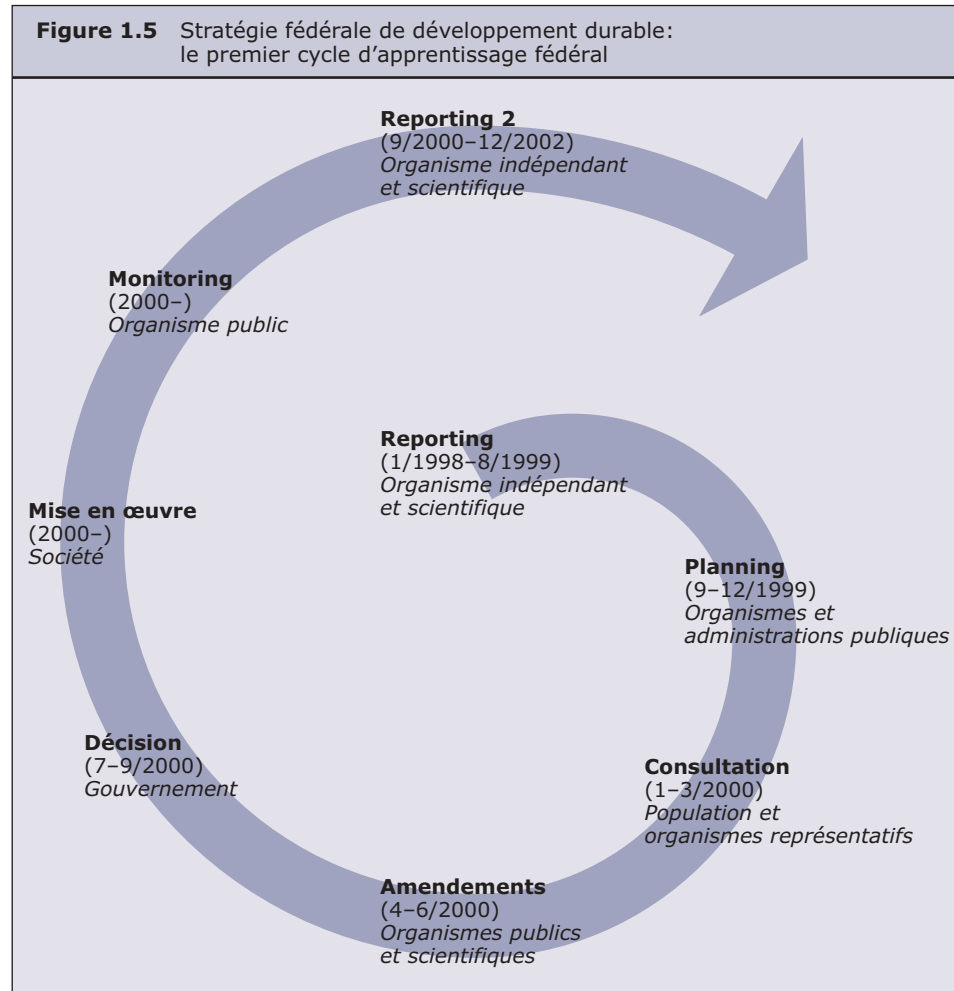 Figure 1.5 Stratégie fédérale de développement durable:
le premier cycle d'apprentissage fédéral
Reporting 2
(9/2000–12/2002)
Organisme indépendant
et scientifique
Monitoring
(2000–)
Organisme public
Reporting
(1/1998–8/1999)
Organisme indépendant
et scientifique
Mise en œuvre
(2000–)
Société
Planning
(9–12/1999)
Organismes et
administrations publiques
Décision
(7–9/2000)
Gouvernement
Consultation
(1–3/2000)
Population et
organismes représentatifs
Amendements
(4–6/2000)
Organismes publics
et scientifiques